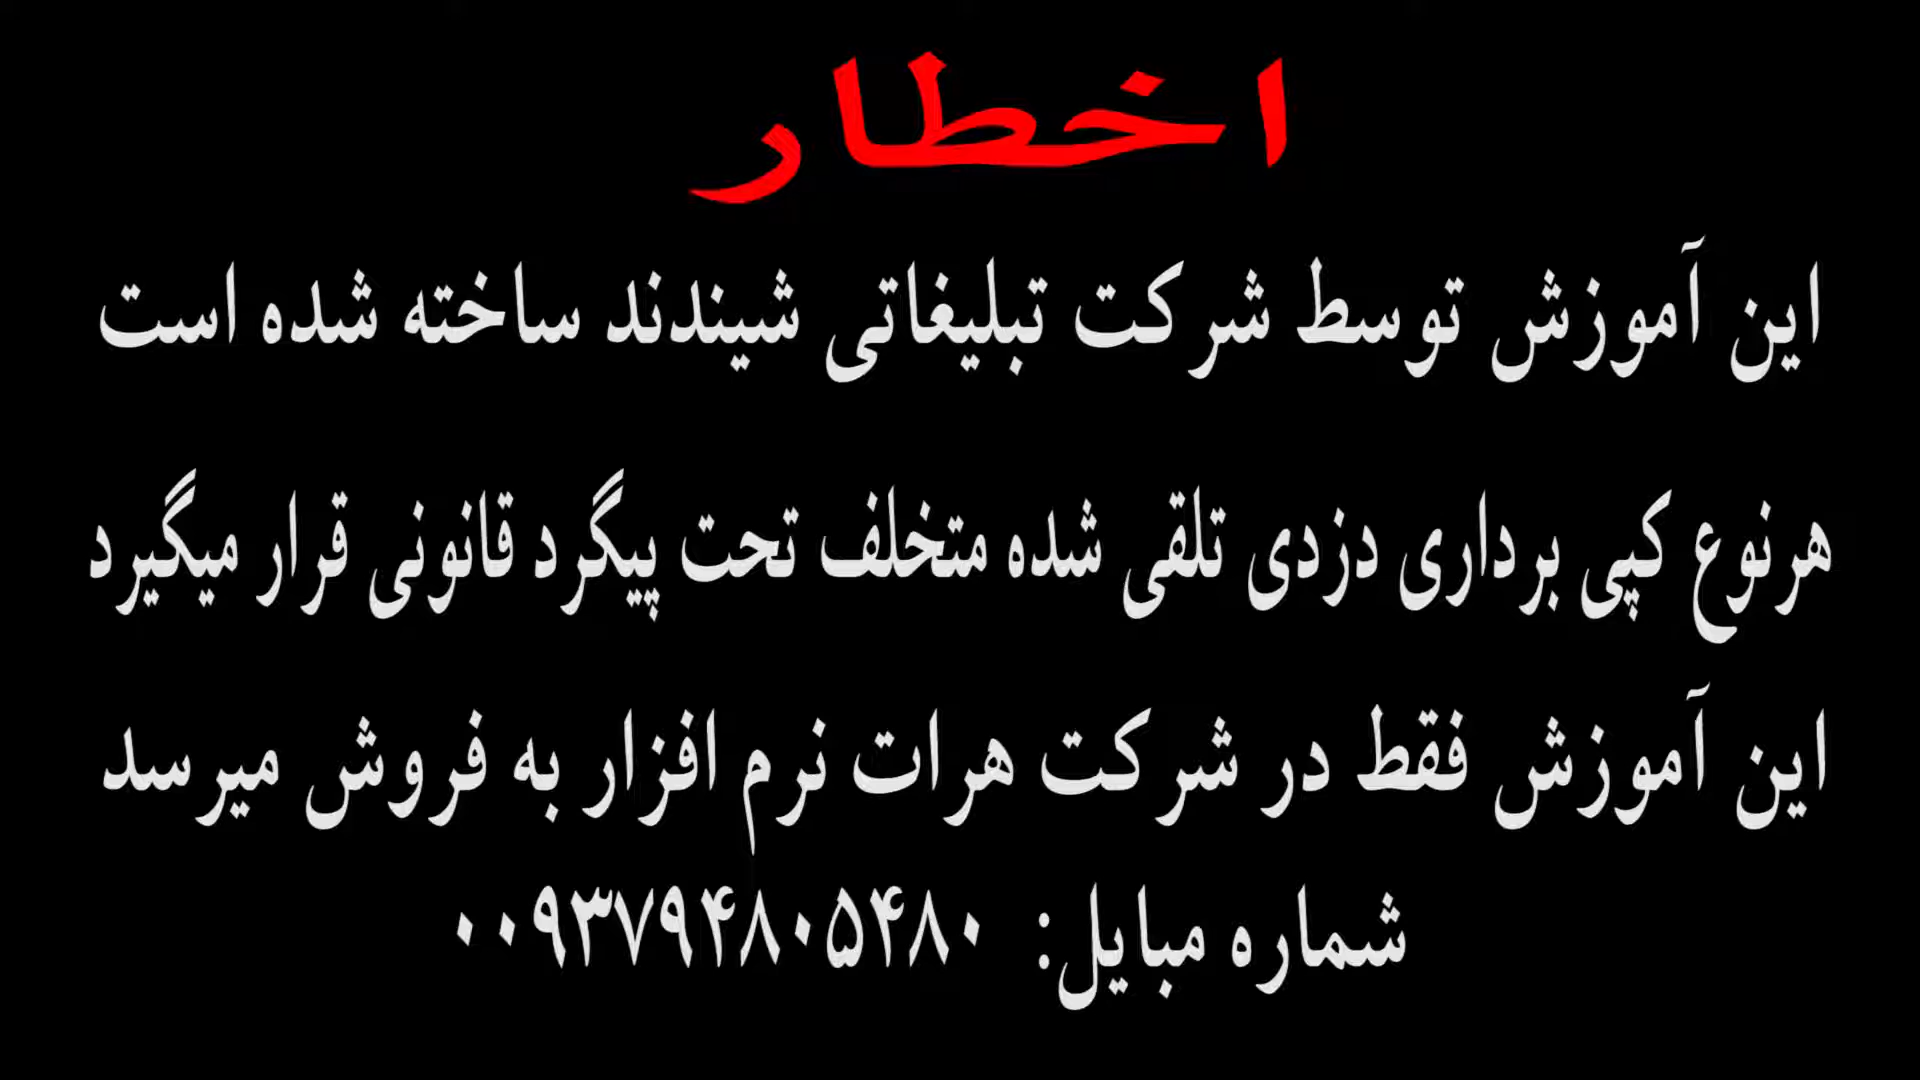 اخطار
این آموزش توسط شرکت تبلیغاتی شیندند ساخته شده است
هرنوع کپی برداری دزدی تلقی شده متخلف تحت پیگرد قانونی قرار میگیرد
این آموزش فقط در شرکت هرات نرم افزار به فروش میرسد
شماره مبایل: ۰۰۹۳۷۹۴۸۰۵۴۸۰